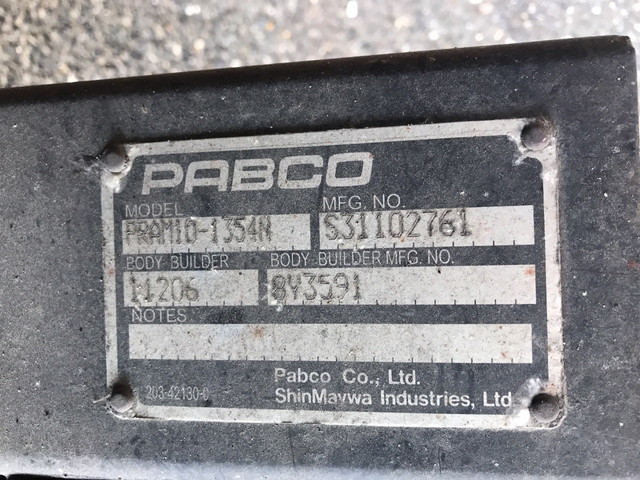 PABCO
MODEL MFG. NO.
PRAM10-1354N S31102761
BODY BUILDER BODY BUILDER MFG. NO.
11206 8Y3591
NOTES
203-42130-0 Pabco Co., Ltd.
ShinMaywa Industries, Ltd